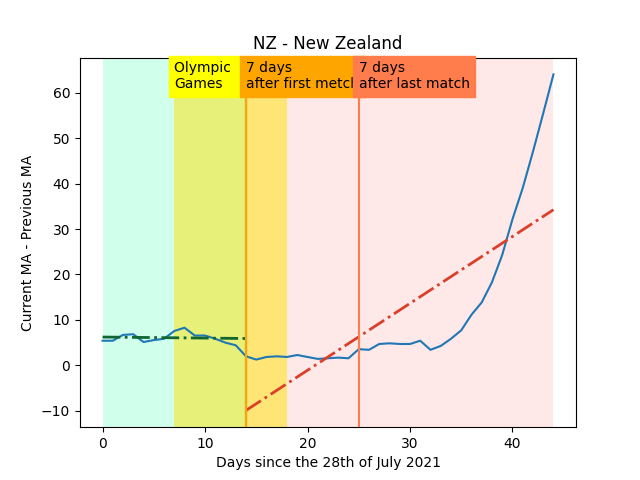 NZ - New Zealand
Olympic
Games
7 days
after first metch
7 days
after last match
60
50
40
30
20
10
0
−10
Current MA - Previous MA
0
10
20
30
40
Days since the 28th of July 2021